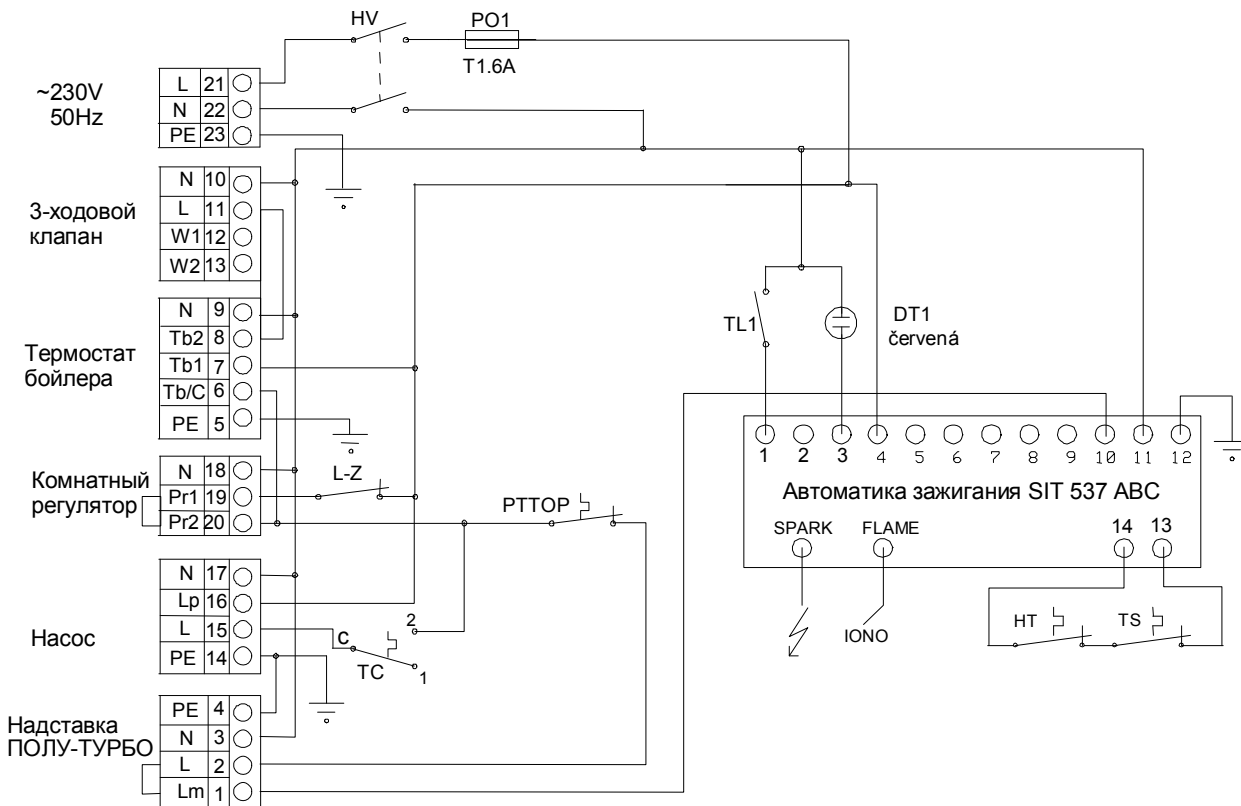 HV
PO1
T1.6A
~230V
50Hz
L 21
N 22
PE 23
3-ходовой
клапан
N 10
L 11
W1 12
W2 13
Термостат
бойлера
N 9
Tb2 8
Tb1 7
Tb/C 6
PE 5
TL1
DT1
červená
Комнатный
регулятор
N 18
Pr1 19
Pr2 20
L-Z
PTTOP
1 2 3 4 5 6 7 8 9 10 11 12
Автоматика зажигания SIT 537 ABC
SPARK
FLAME
14
13
IONO
HT
TS
Насос
N 17
Lp 16
L 15
PE 14
C
2
TC
1
Надставка
ПОЛУ-ТУРБО
PE 4
N 3
L 2
Lm 1